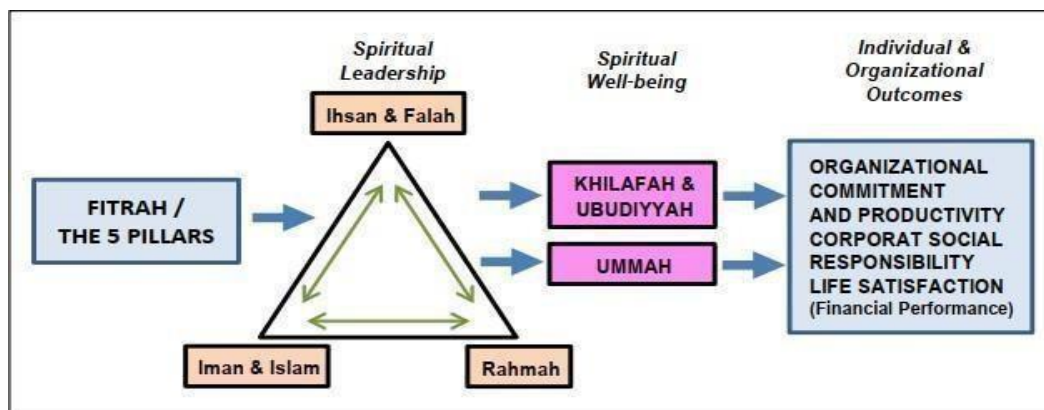 Spiritual
Leadership
Spiritual
Well-being
Individual &
Organizational
Outcomes
Ihsan & Falah
FITRAH /
THE 5 PILLARS
Iman & Islam
Rahmah
KHILAFAH &
UBUDIYYAH
UMMAH
ORGANIZATIONAL
COMMITMENT
AND PRODUCTIVITY
CORPORAT SOCIAL
RESPONSIBILITY
LIFE SATISFACTION
(Financial Performance)